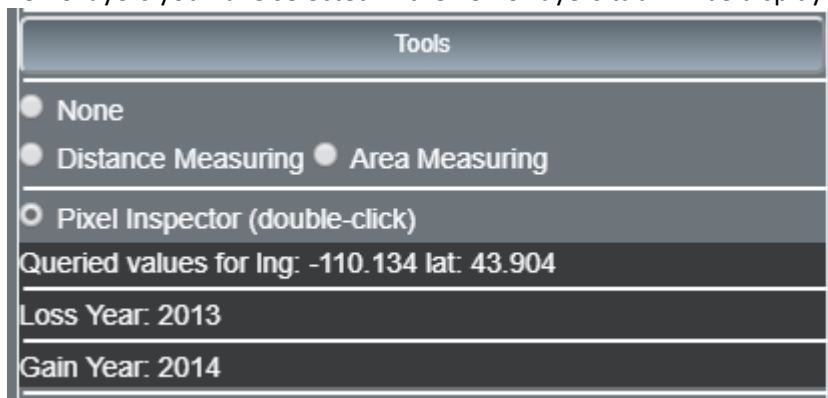 Tools
None
Distance Measuring Area Measuring
Pixel Inspector (double-click)
Queried values for lng: -110.134 lat: 43.904
Loss Year: 2013
Gain Year: 2014